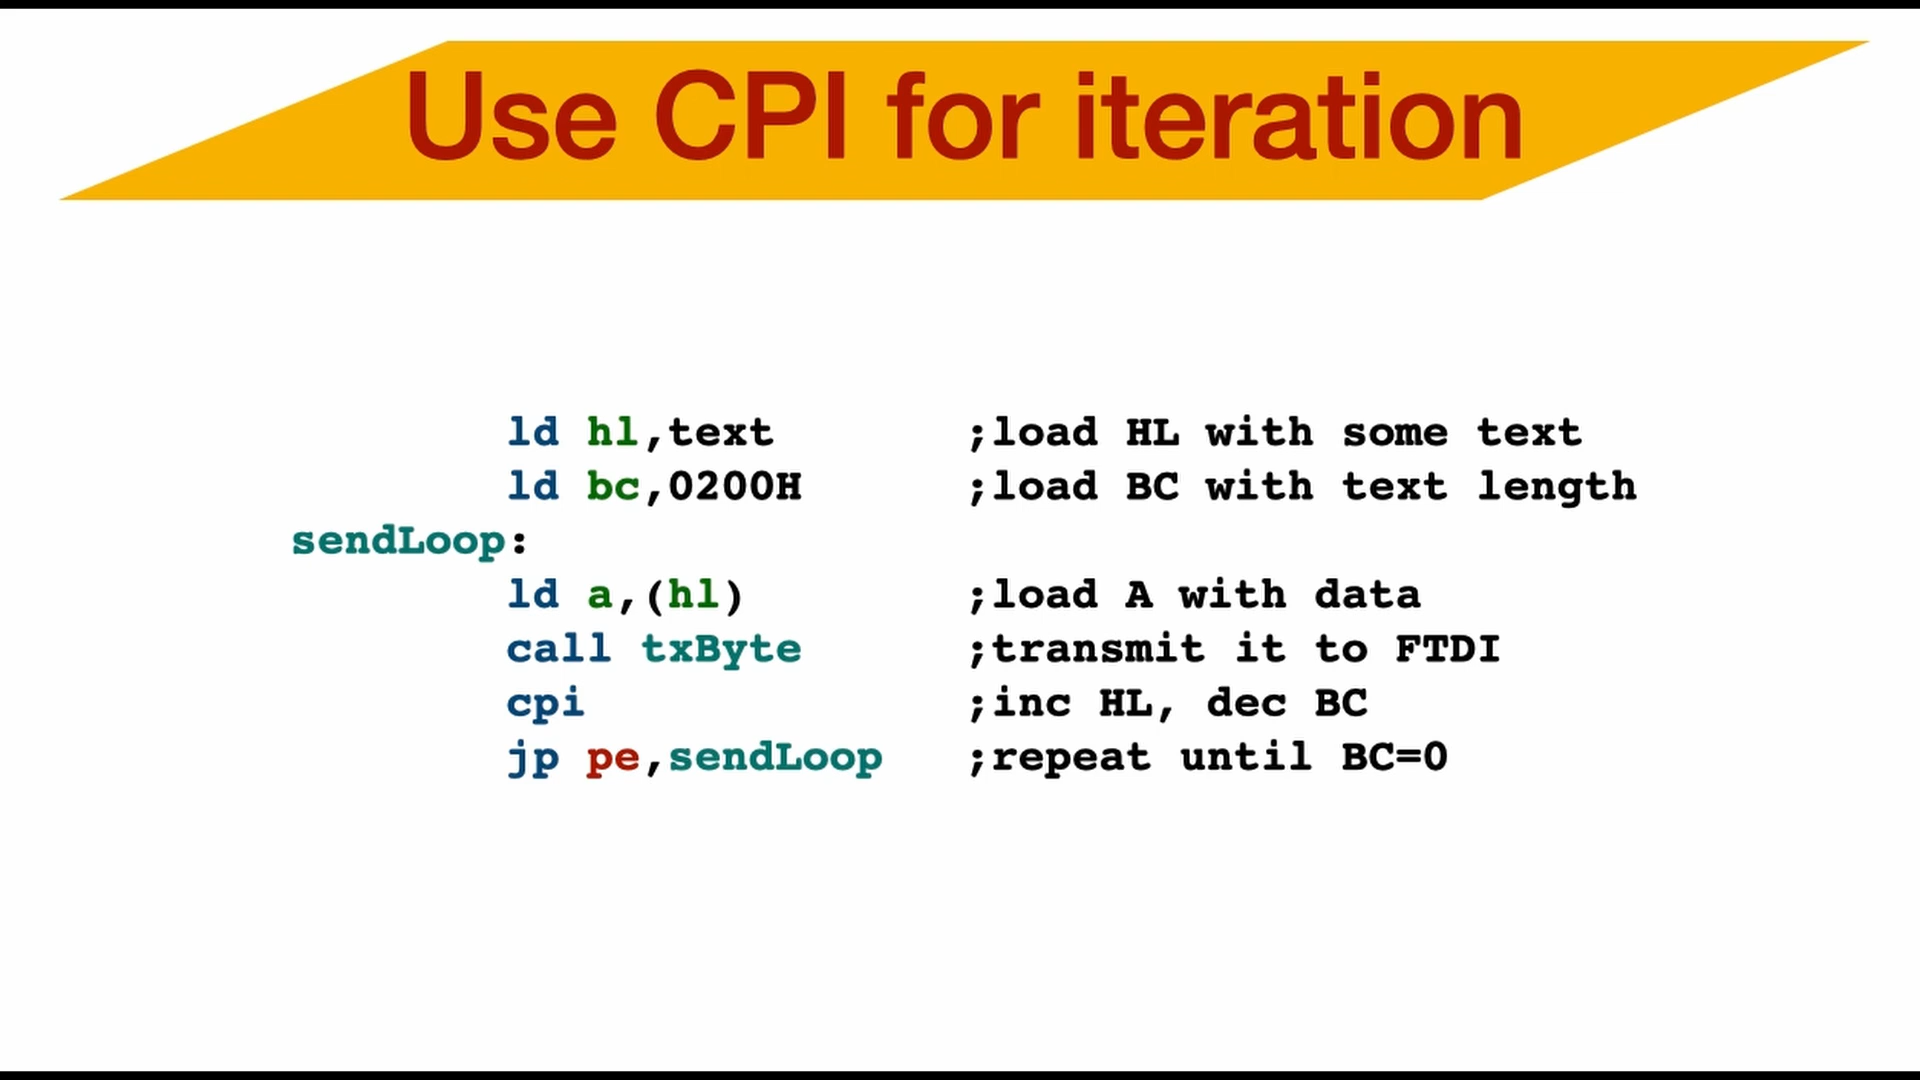 Use CPI for iteration
ld hl,text ;load HL with some text
ld bc,0200H ;load BC with text length
sendLoop:
ld a,(hl) ;load A with data
call txByte ;transmit it to FTDI
cpi ;inc HL, dec BC
jp pe,sendLoop ;repeat until BC=0